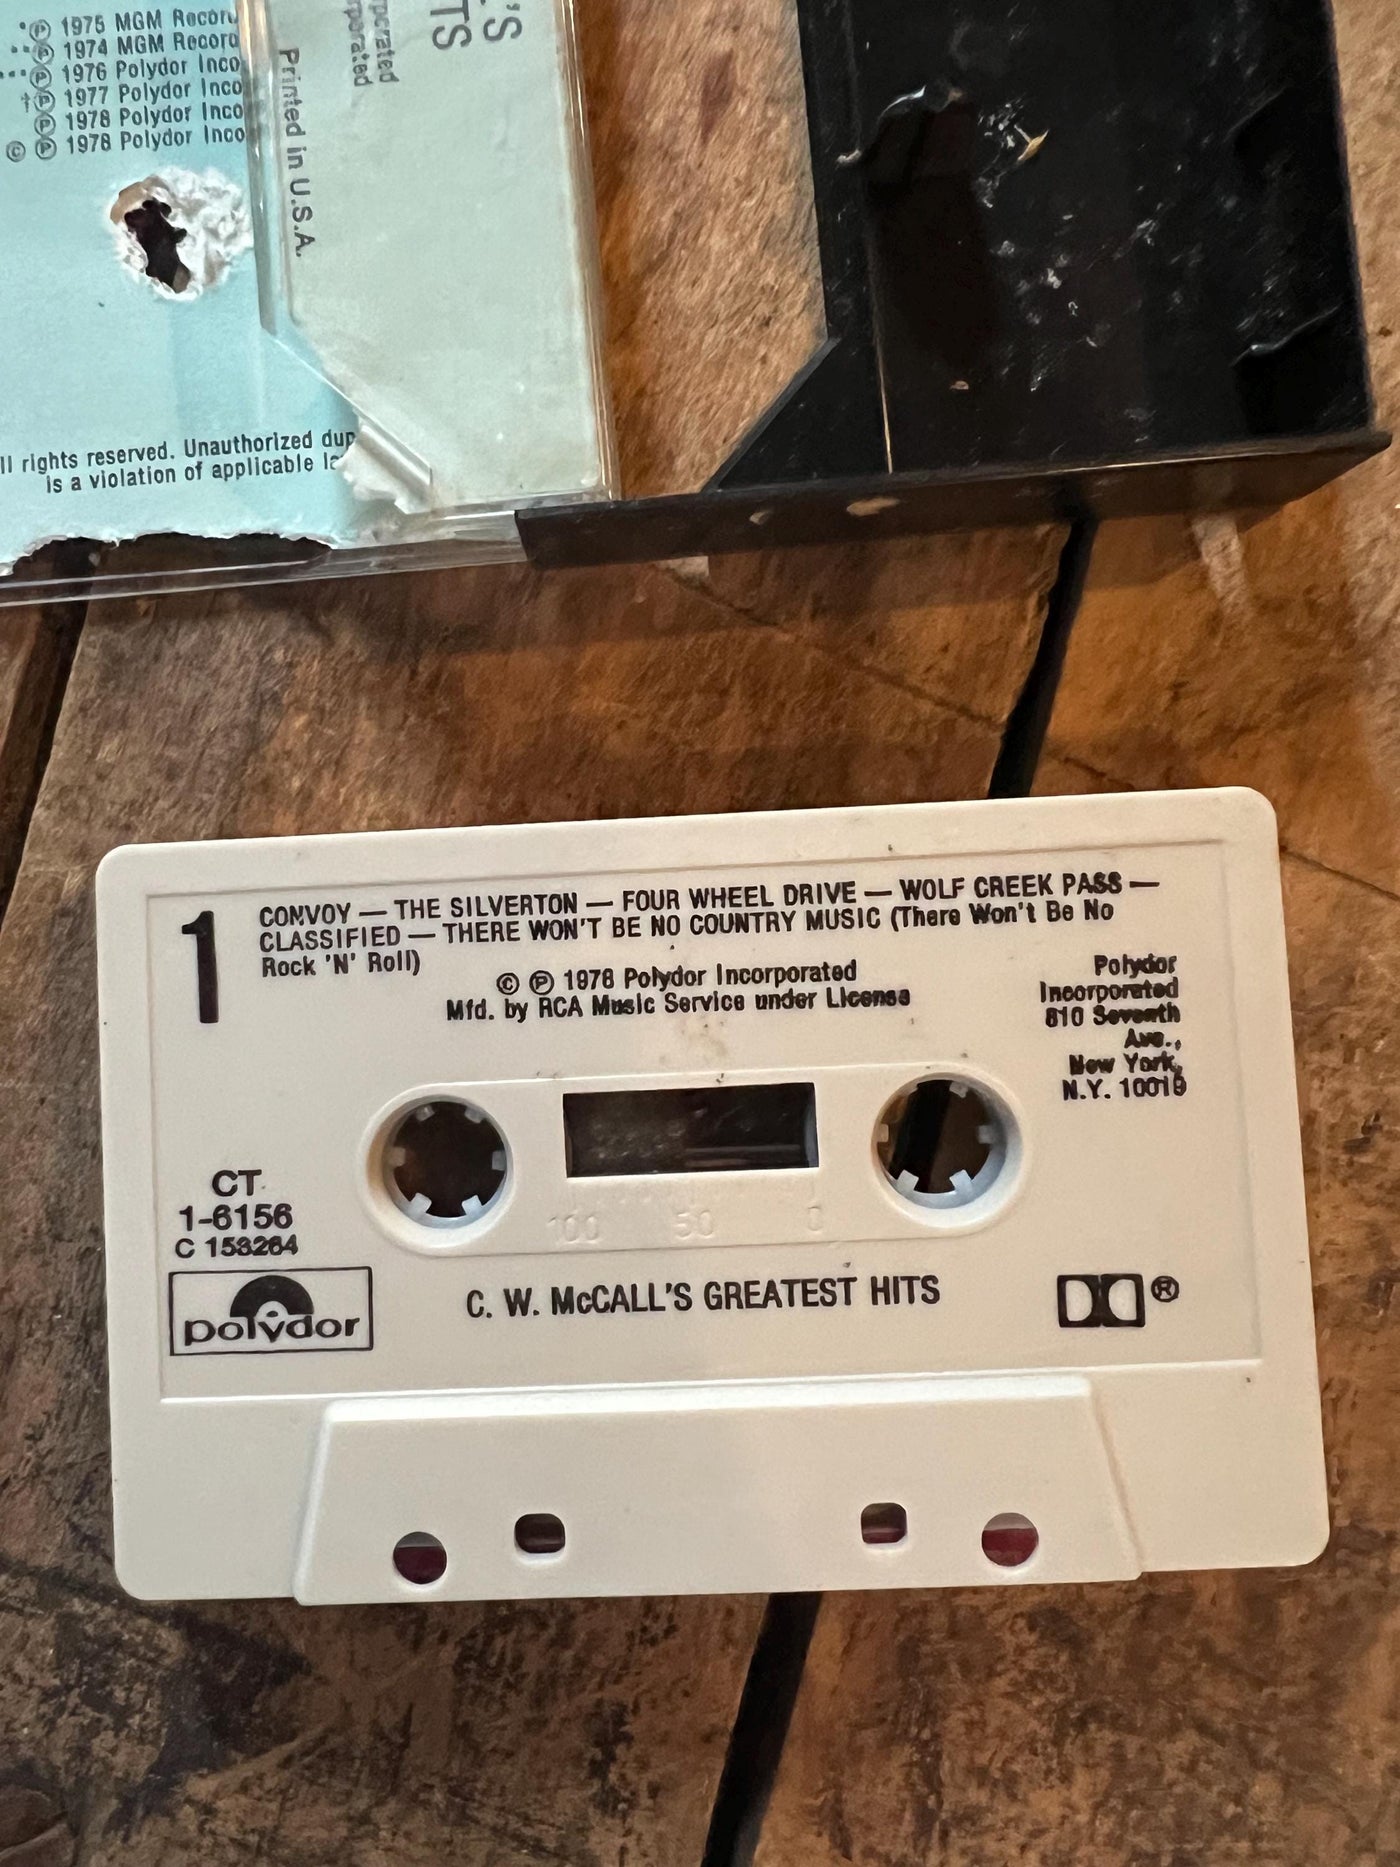 *℗ 1975 MGM Record
**℗ 1974 MGM Record
***℗ 1976 Polydor Inco
†℗ 1977 Polydor Inco
℗ 1978 Polydor Inco
© ℗ 1978 Polydor Inco
'S
TS
rporated
rporated
Printed in U.S.A.
ll rights reserved. Unauthorized dup
is a violation of applicable la
1
CONVOY — THE SILVERTON — FOUR WHEEL DRIVE — WOLF CREEK PASS —
CLASSIFIED — THERE WON'T BE NO COUNTRY MUSIC (There Won't Be No
Rock 'N' Roll)
© ℗ 1978 Polydor Incorporated
Mfd. by RCA Music Service under License
Polydor
Incorporated
810 Seventh
Ave.,
New York,
N.Y. 10019
CT
1-6156
C 153264
100 50 0
polydor
C. W. McCALL'S GREATEST HITS
®